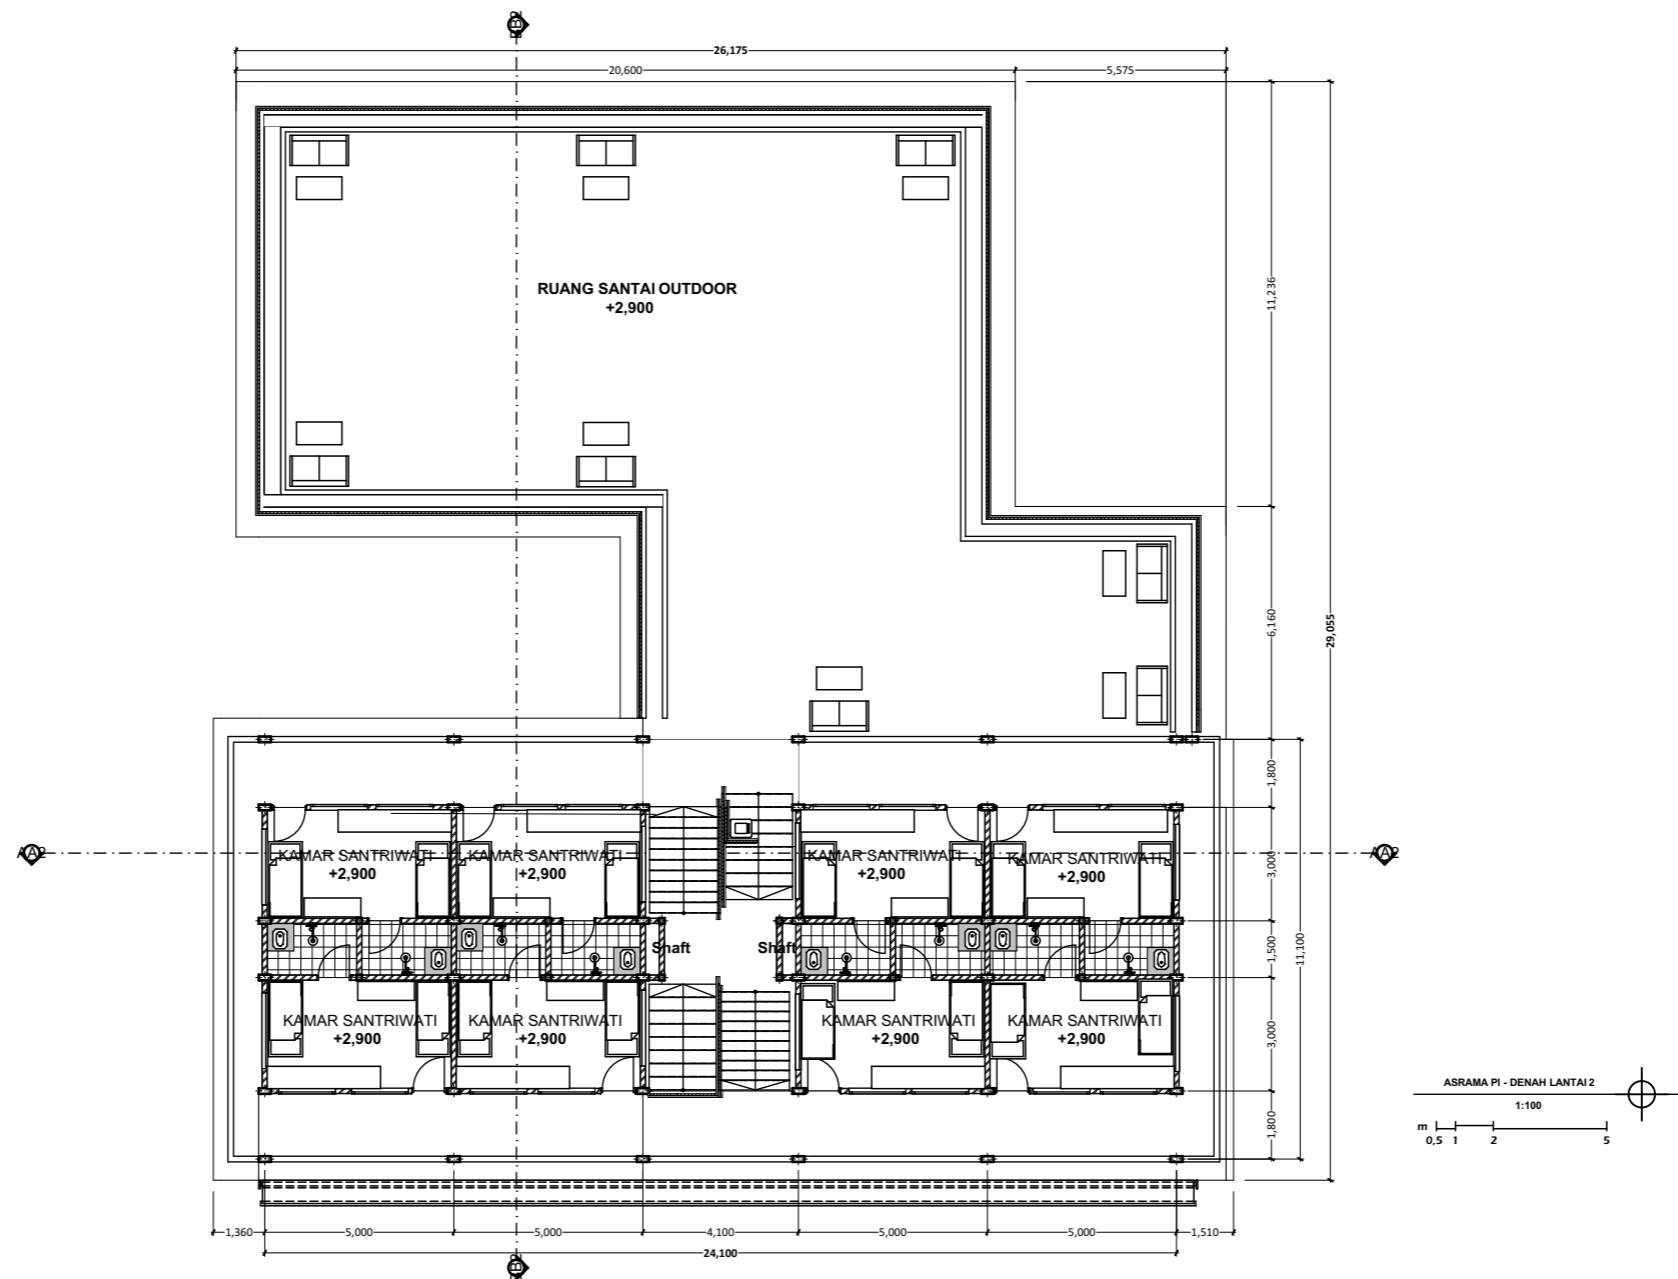 26,175
20,600
5,575
RUANG SANTAI OUTDOOR
+2,900
11,236
6,160
29,055
1,800
3,000
1,500
11,100
3,000
1,800
AA2
AA2
KAMAR SANTRIWATI
+2,900
KAMAR SANTRIWATI
+2,900
KAMAR SANTRIWATI
+2,900
KAMAR SANTRIWATI
+2,900
Shaft
Shaft
KAMAR SANTRIWATI
+2,900
KAMAR SANTRIWATI
+2,900
KAMAR SANTRIWATI
+2,900
KAMAR SANTRIWATI
+2,900
ASRAMA PI - DENAH LANTAI 2
1:100
m
0,5 1 2 5
1,360
5,000
5,000
4,100
5,000
5,000
1,510
24,100